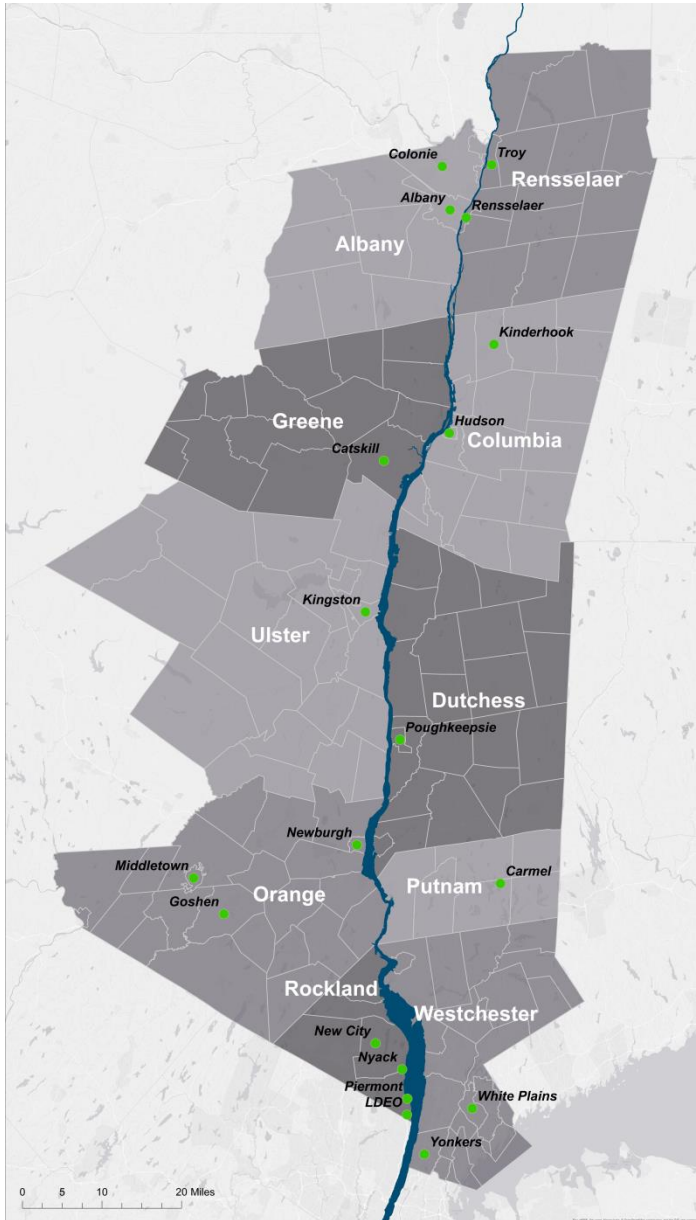 Colonie
Troy
Rensselaer
Albany
Rensselaer
Albany
Kinderhook
Greene
Hudson
Columbia
Catskill
Kingston
Ulster
Dutchess
Poughkeepsie
Newburgh
Middletown
Carmel
Orange
Putnam
Goshen
Rockland
Westchester
New City
Nyack
Piermont
LDEO
White Plains
Yonkers
0 5 10 20 Miles